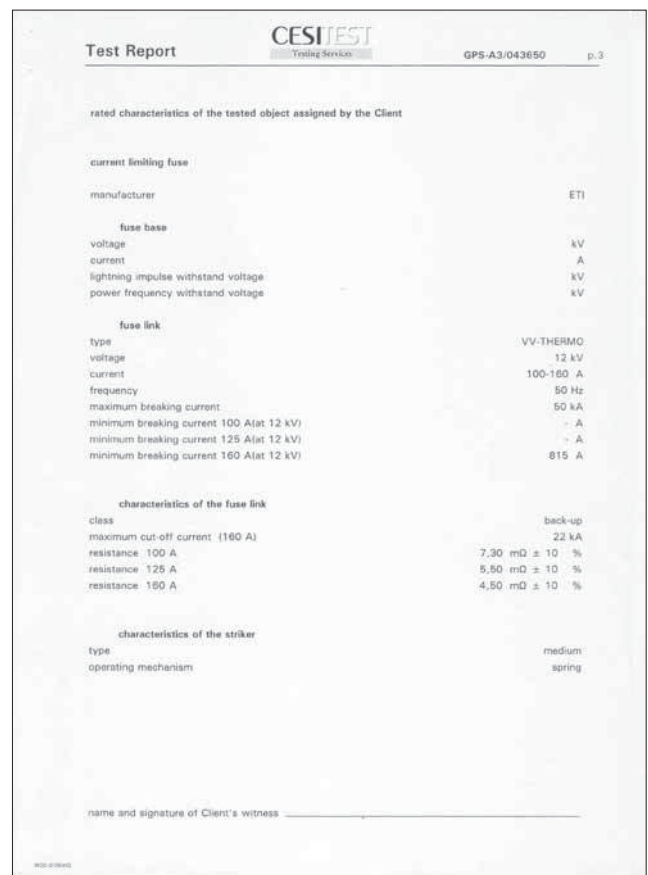 CESITEST
Test Report Testing Services GPS-A3/043650 p.3
rated characteristics of the tested object assigned by the Client
current limiting fuse
manufacturer ETI
fuse base
voltage kV
current A
lightning impulse withstand voltage kV
power frequency withstand voltage kV
fuse link
type VV-THERMO
voltage 12 kV
current 100-160 A
frequency 50 Hz
maximum breaking current 50 kA
minimum breaking current 100 A(at 12 kV) - A
minimum breaking current 125 A(at 12 kV) - A
minimum breaking current 160 A(at 12 kV) 815 A
characteristics of the fuse link
class back-up
maximum cut-off current (160 A) 22 kA
resistance 100 A 7,30 mΩ ± 10 %
resistance 125 A 5,50 mΩ ± 10 %
resistance 160 A 4,50 mΩ ± 10 %
characteristics of the striker
type medium
operating mechanism spring
name and signature of Client's witness